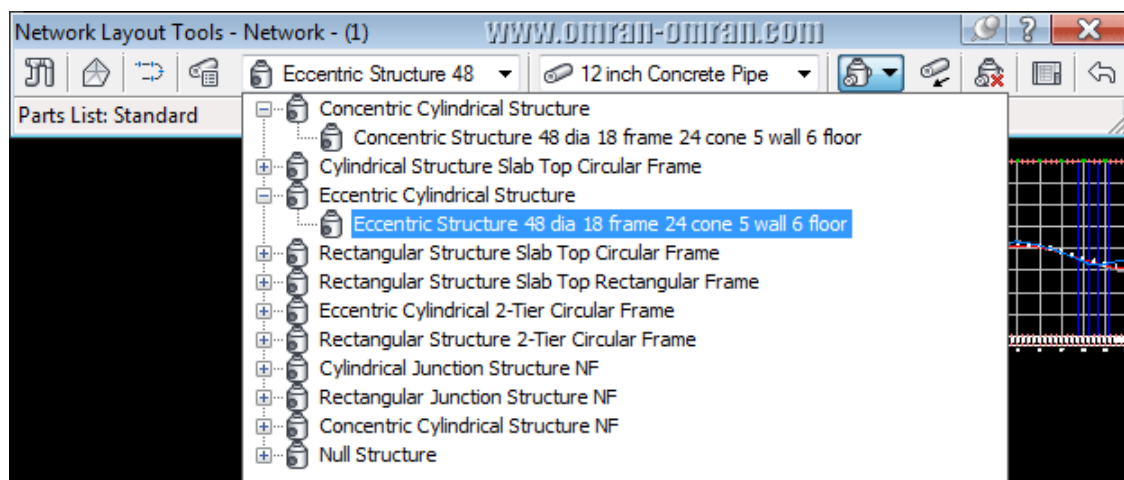 Network Layout Tools - Network - (1)
www.omran-omran.com
Eccentric Structure 48
12 inch Concrete Pipe
Parts List: Standard
Concentric Cylindrical Structure
Concentric Structure 48 dia 18 frame 24 cone 5 wall 6 floor
Cylindrical Structure Slab Top Circular Frame
Eccentric Cylindrical Structure
Eccentric Structure 48 dia 18 frame 24 cone 5 wall 6 floor
Rectangular Structure Slab Top Circular Frame
Rectangular Structure Slab Top Rectangular Frame
Eccentric Cylindrical 2-Tier Circular Frame
Rectangular Structure 2-Tier Circular Frame
Cylindrical Junction Structure NF
Rectangular Junction Structure NF
Concentric Cylindrical Structure NF
Null Structure